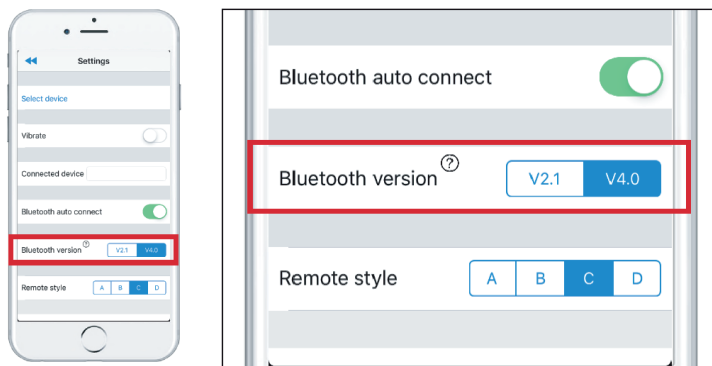 Settings
Select device
Vibrate
Connected device
Bluetooth auto connect
Bluetooth version ? V2.1 V4.0
Remote style A B C D
Bluetooth auto connect
Bluetooth version ? V2.1 V4.0
Remote style A B C D